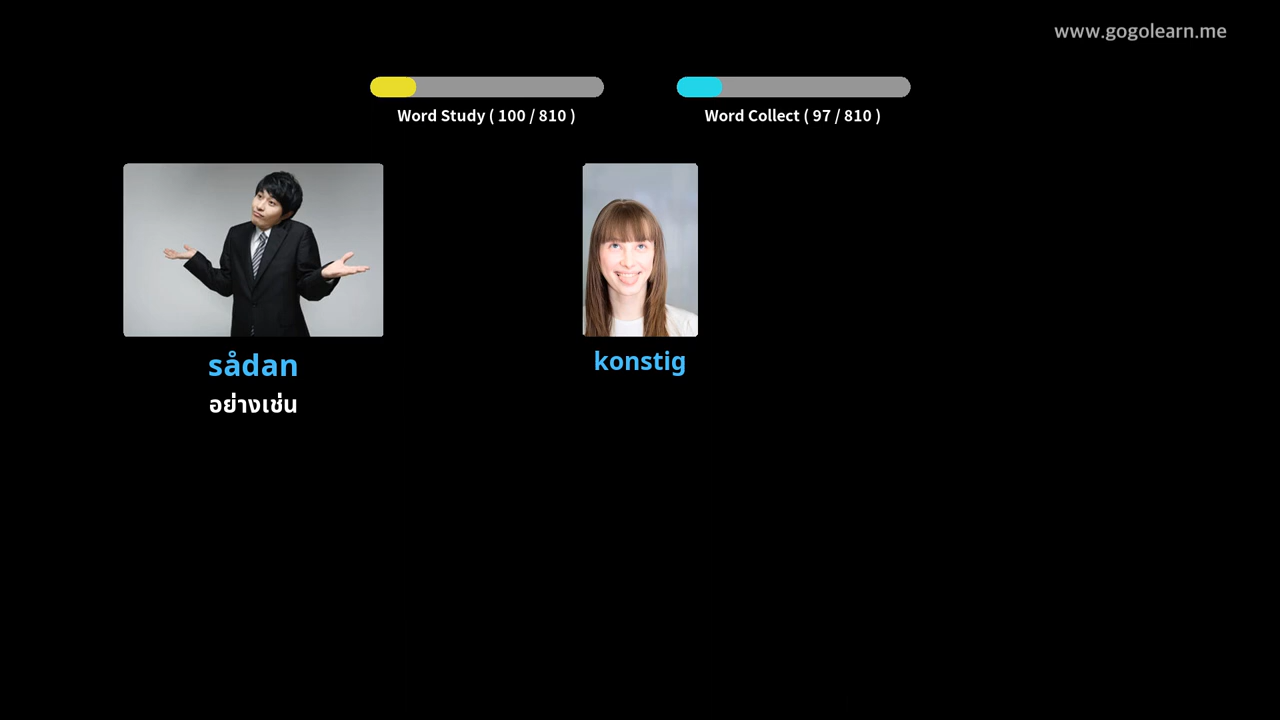 www.gogolearn.me
Word Study ( 100 / 810 )
Word Collect ( 97 / 810 )
sådan
อย่างเช่น
konstig